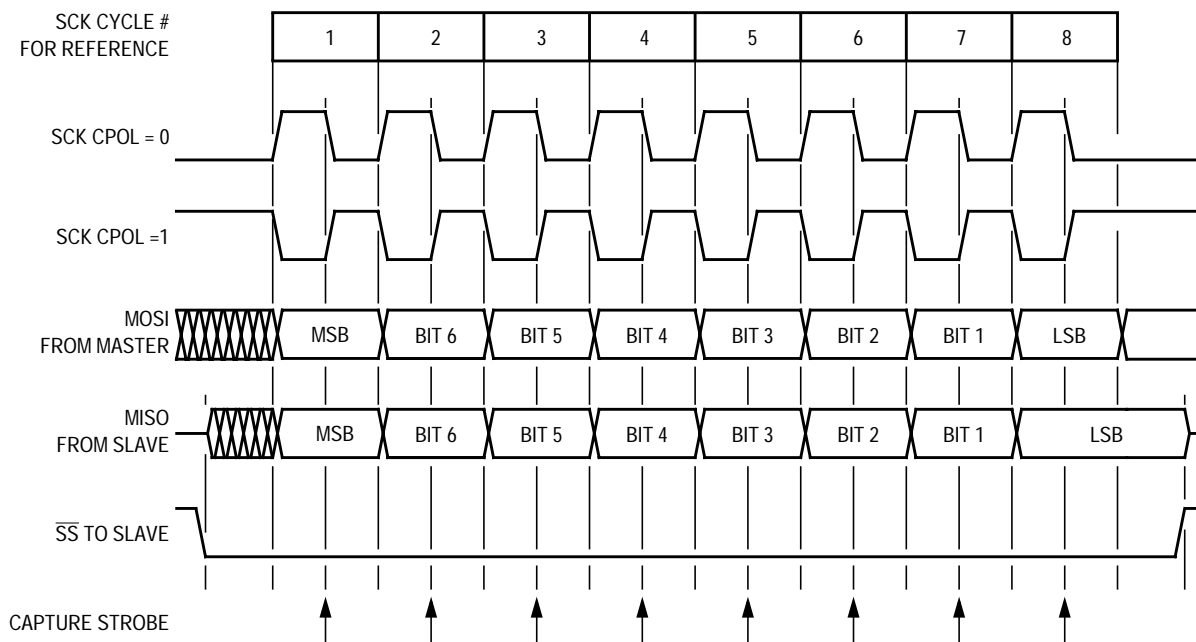 SCK CYCLE #
FOR REFERENCE
1 2 3 4 5 6 7 8
SCK CPOL = 0
SCK CPOL =1
MOSI
FROM MASTER
MSB BIT 6 BIT 5 BIT 4 BIT 3 BIT 2 BIT 1 LSB
MISO
FROM SLAVE
MSB BIT 6 BIT 5 BIT 4 BIT 3 BIT 2 BIT 1 LSB
SS TO SLAVE
CAPTURE STROBE